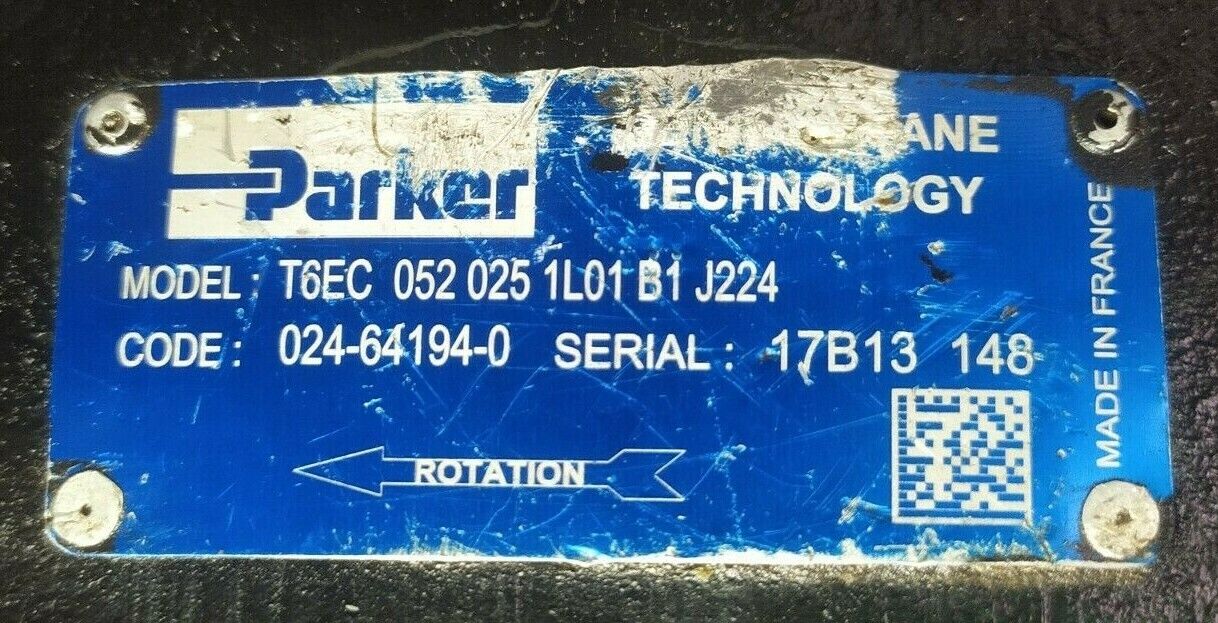 Parker
ANE
TECHNOLOGY
MODEL : T6EC 052 025 1L01 B1 J224
CODE : 024-64194-0 SERIAL : 17B13 148
ROTATION
MADE IN FRANCE